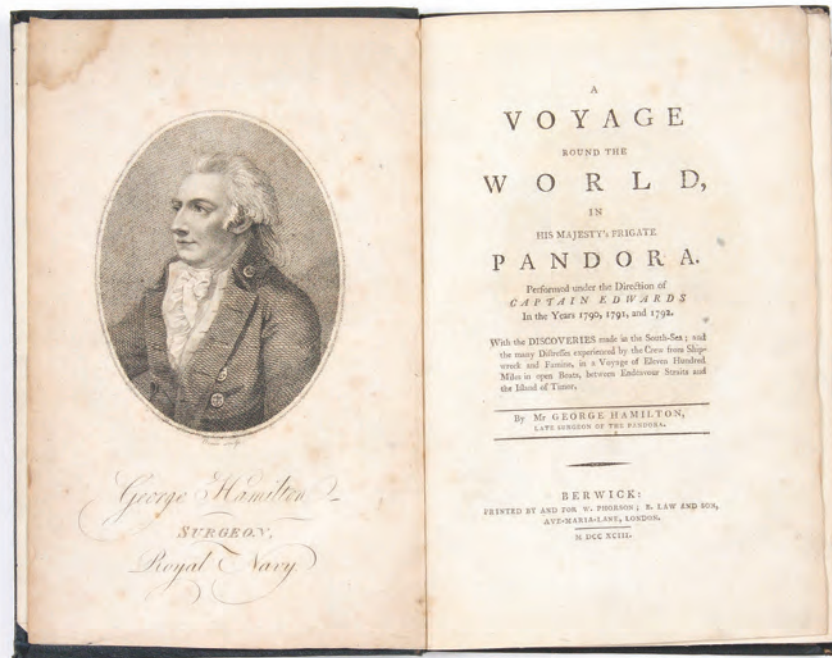 George Hamilton
SURGEON,
Royal Navy
A
VOYAGE
ROUND THE
WORLD,
IN
HIS MAJESTY's FRIGATE
PANDORA.
Performed under the Direction of
CAPTAIN EDWARDS
In the Years 1790, 1791, and 1792.
With the DISCOVERIES made in the South-Sea; and
the many Distresses experienced by the Crew from Ship-
wreck and Famine, in a Voyage of Eleven Hundred
Miles in open Boats, between Endeavour Straits and
the Island of Timor.
By Mr GEORGE HAMILTON,
LATE SURGEON OF THE PANDORA.
BERWICK:
PRINTED BY AND FOR W. PHORSON; B. LAW AND SON,
AVE-MARIA-LANE, LONDON.
M DCC XCIII.